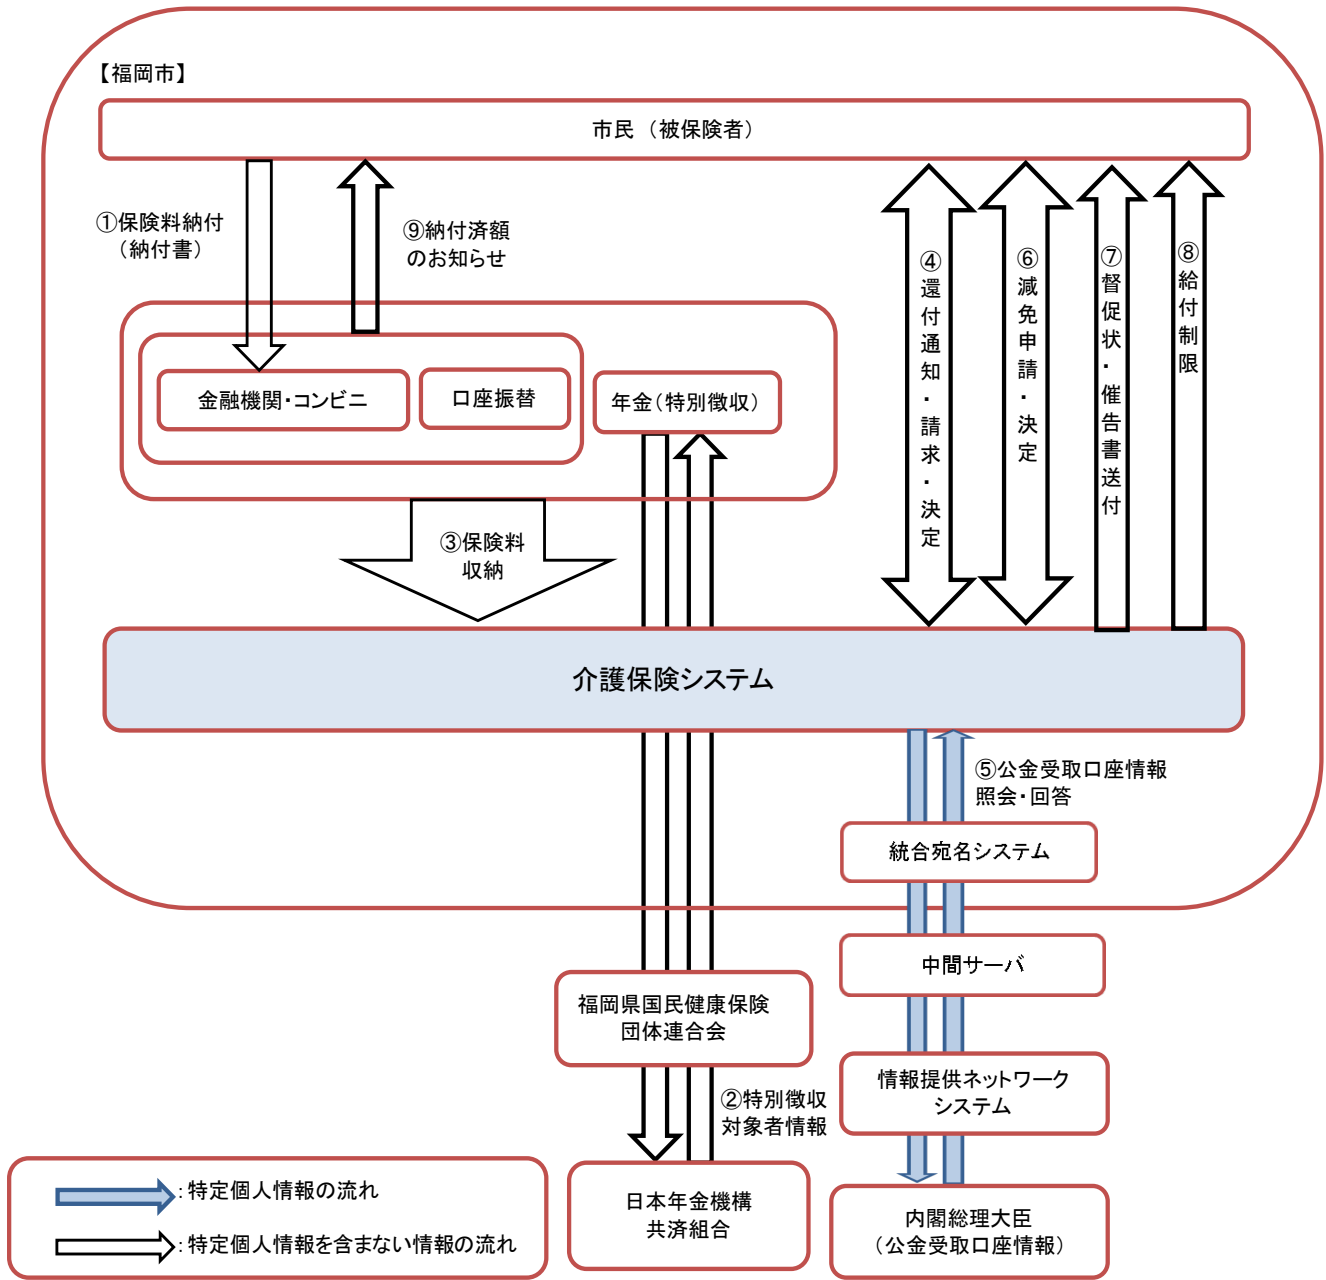 【福岡市】
市民 （被保険者）
①保険料納付
（納付書）
⑨納付済額
のお知らせ
④還付通知・請求・決定
⑥減免申請・決定
⑦督促状・催告書送付
⑧給付制限
金融機関・コンビニ
口座振替
年金（特別徴収）
③保険料
収納
介護保険システム
⑤公金受取口座情報
照会・回答
統合宛名システム
中間サーバ
福岡県国民健康保険
団体連合会
情報提供ネットワーク
システム
②特別徴収
対象者情報
日本年金機構
共済組合
内閣総理大臣
（公金受取口座情報）
：特定個人情報の流れ
：特定個人情報を含まない情報の流れ